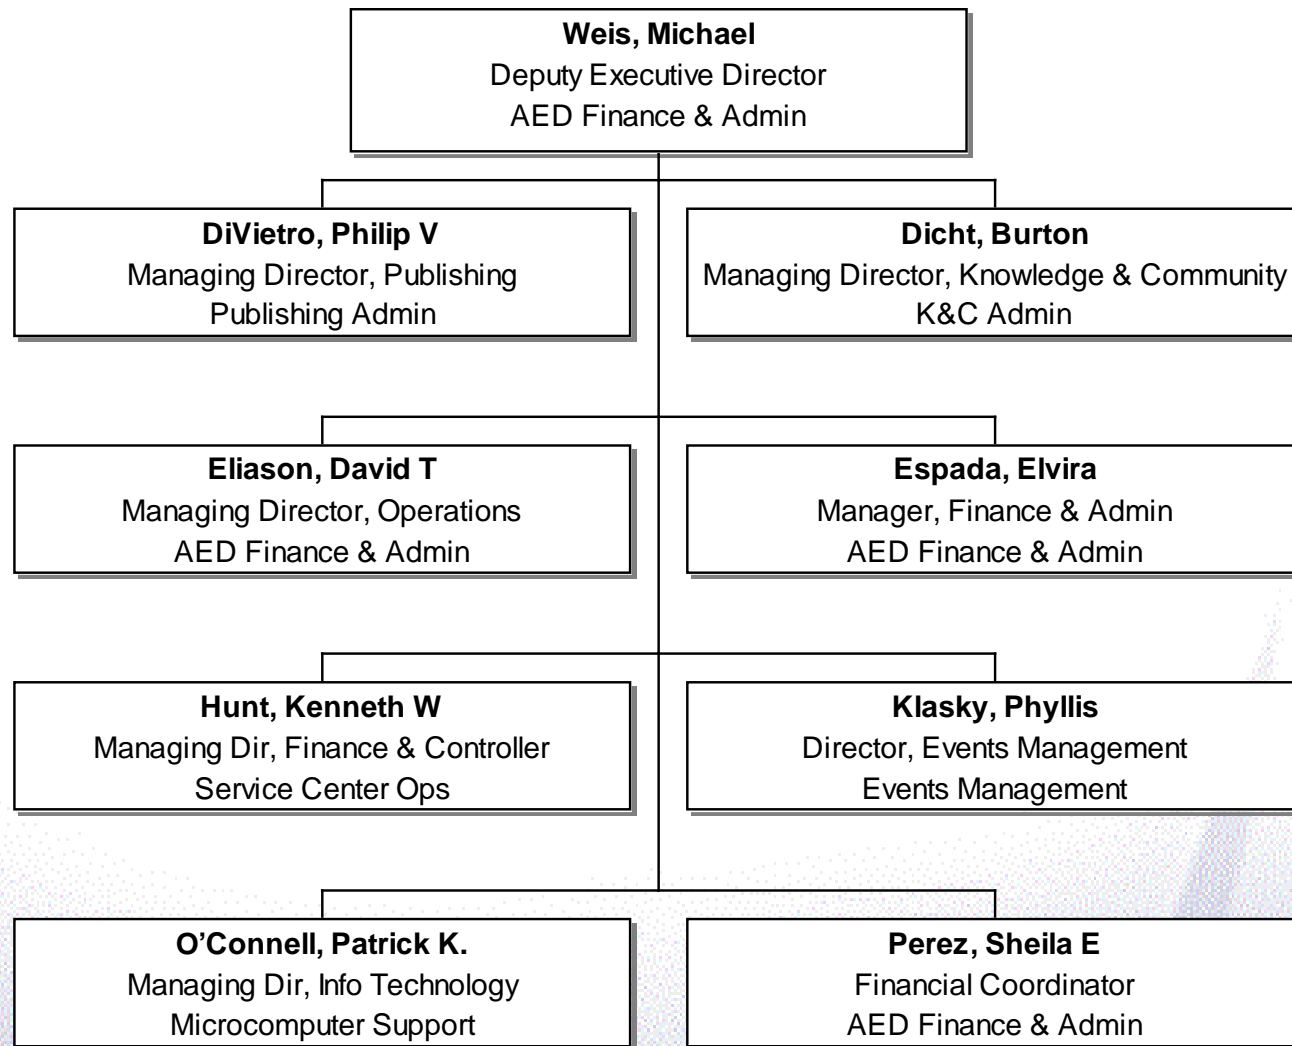 Weis, Michael
Deputy Executive Director
AED Finance & Admin
DiVietro, Philip V
Managing Director, Publishing
Publishing Admin
Dicht, Burton
Managing Director, Knowledge & Community
K&C Admin
Eliason, David T
Managing Director, Operations
AED Finance & Admin
Espada, Elvira
Manager, Finance & Admin
AED Finance & Admin
Hunt, Kenneth W
Managing Dir, Finance & Controller
Service Center Ops
Klasky, Phyllis
Director, Events Management
Events Management
O’Connell, Patrick K.
Managing Dir, Info Technology
Microcomputer Support
Perez, Sheila E
Financial Coordinator
AED Finance & Admin